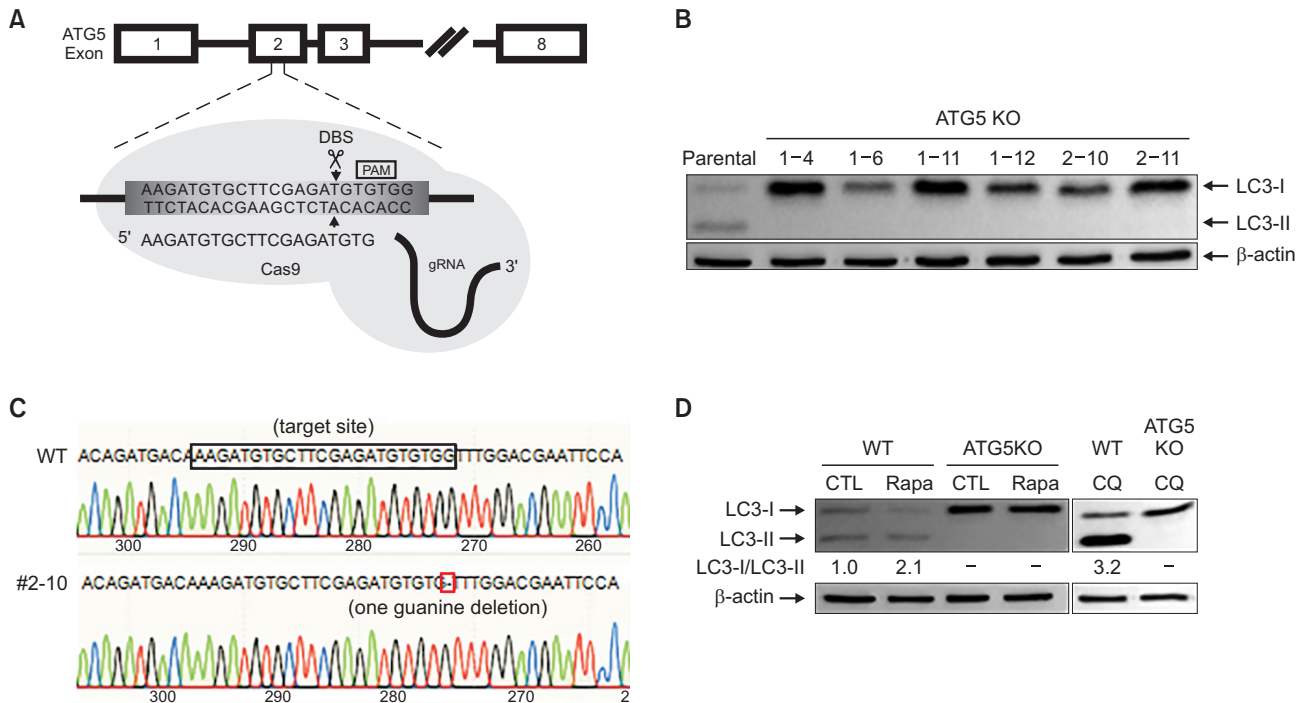 A
ATG5
Exon
1
2
3
8
DBS
PAM
AAGATGTGCTTCGAGATGTGTGG
TTCTACACGAAGCTCTACACACC
5' AAGATGTGCTTCGAGATGTG
Cas9
gRNA
3'
B
ATG5 KO
Parental 1–4 1–6 1–11 1–12 2–10 2–11
LC3-I
LC3-II
β-actin
C
(target site)
WT ACAGATGACAAAGATGTGCTTCGAGATGTGTGGTTTGGACGAATTCCA
300 290 280 270 260
#2-10 ACAGATGACAAAGATGTGCTTCGAGATGTGTG-TTTGGACGAATTCCA
(one guanine deletion)
300 290 280 270 2
D
WT ATG5KO WT ATG5 KO
CTL Rapa CTL Rapa CQ CQ
LC3-I
LC3-II
LC3-I/LC3-II 1.0 2.1 – – 3.2 –
β-actin